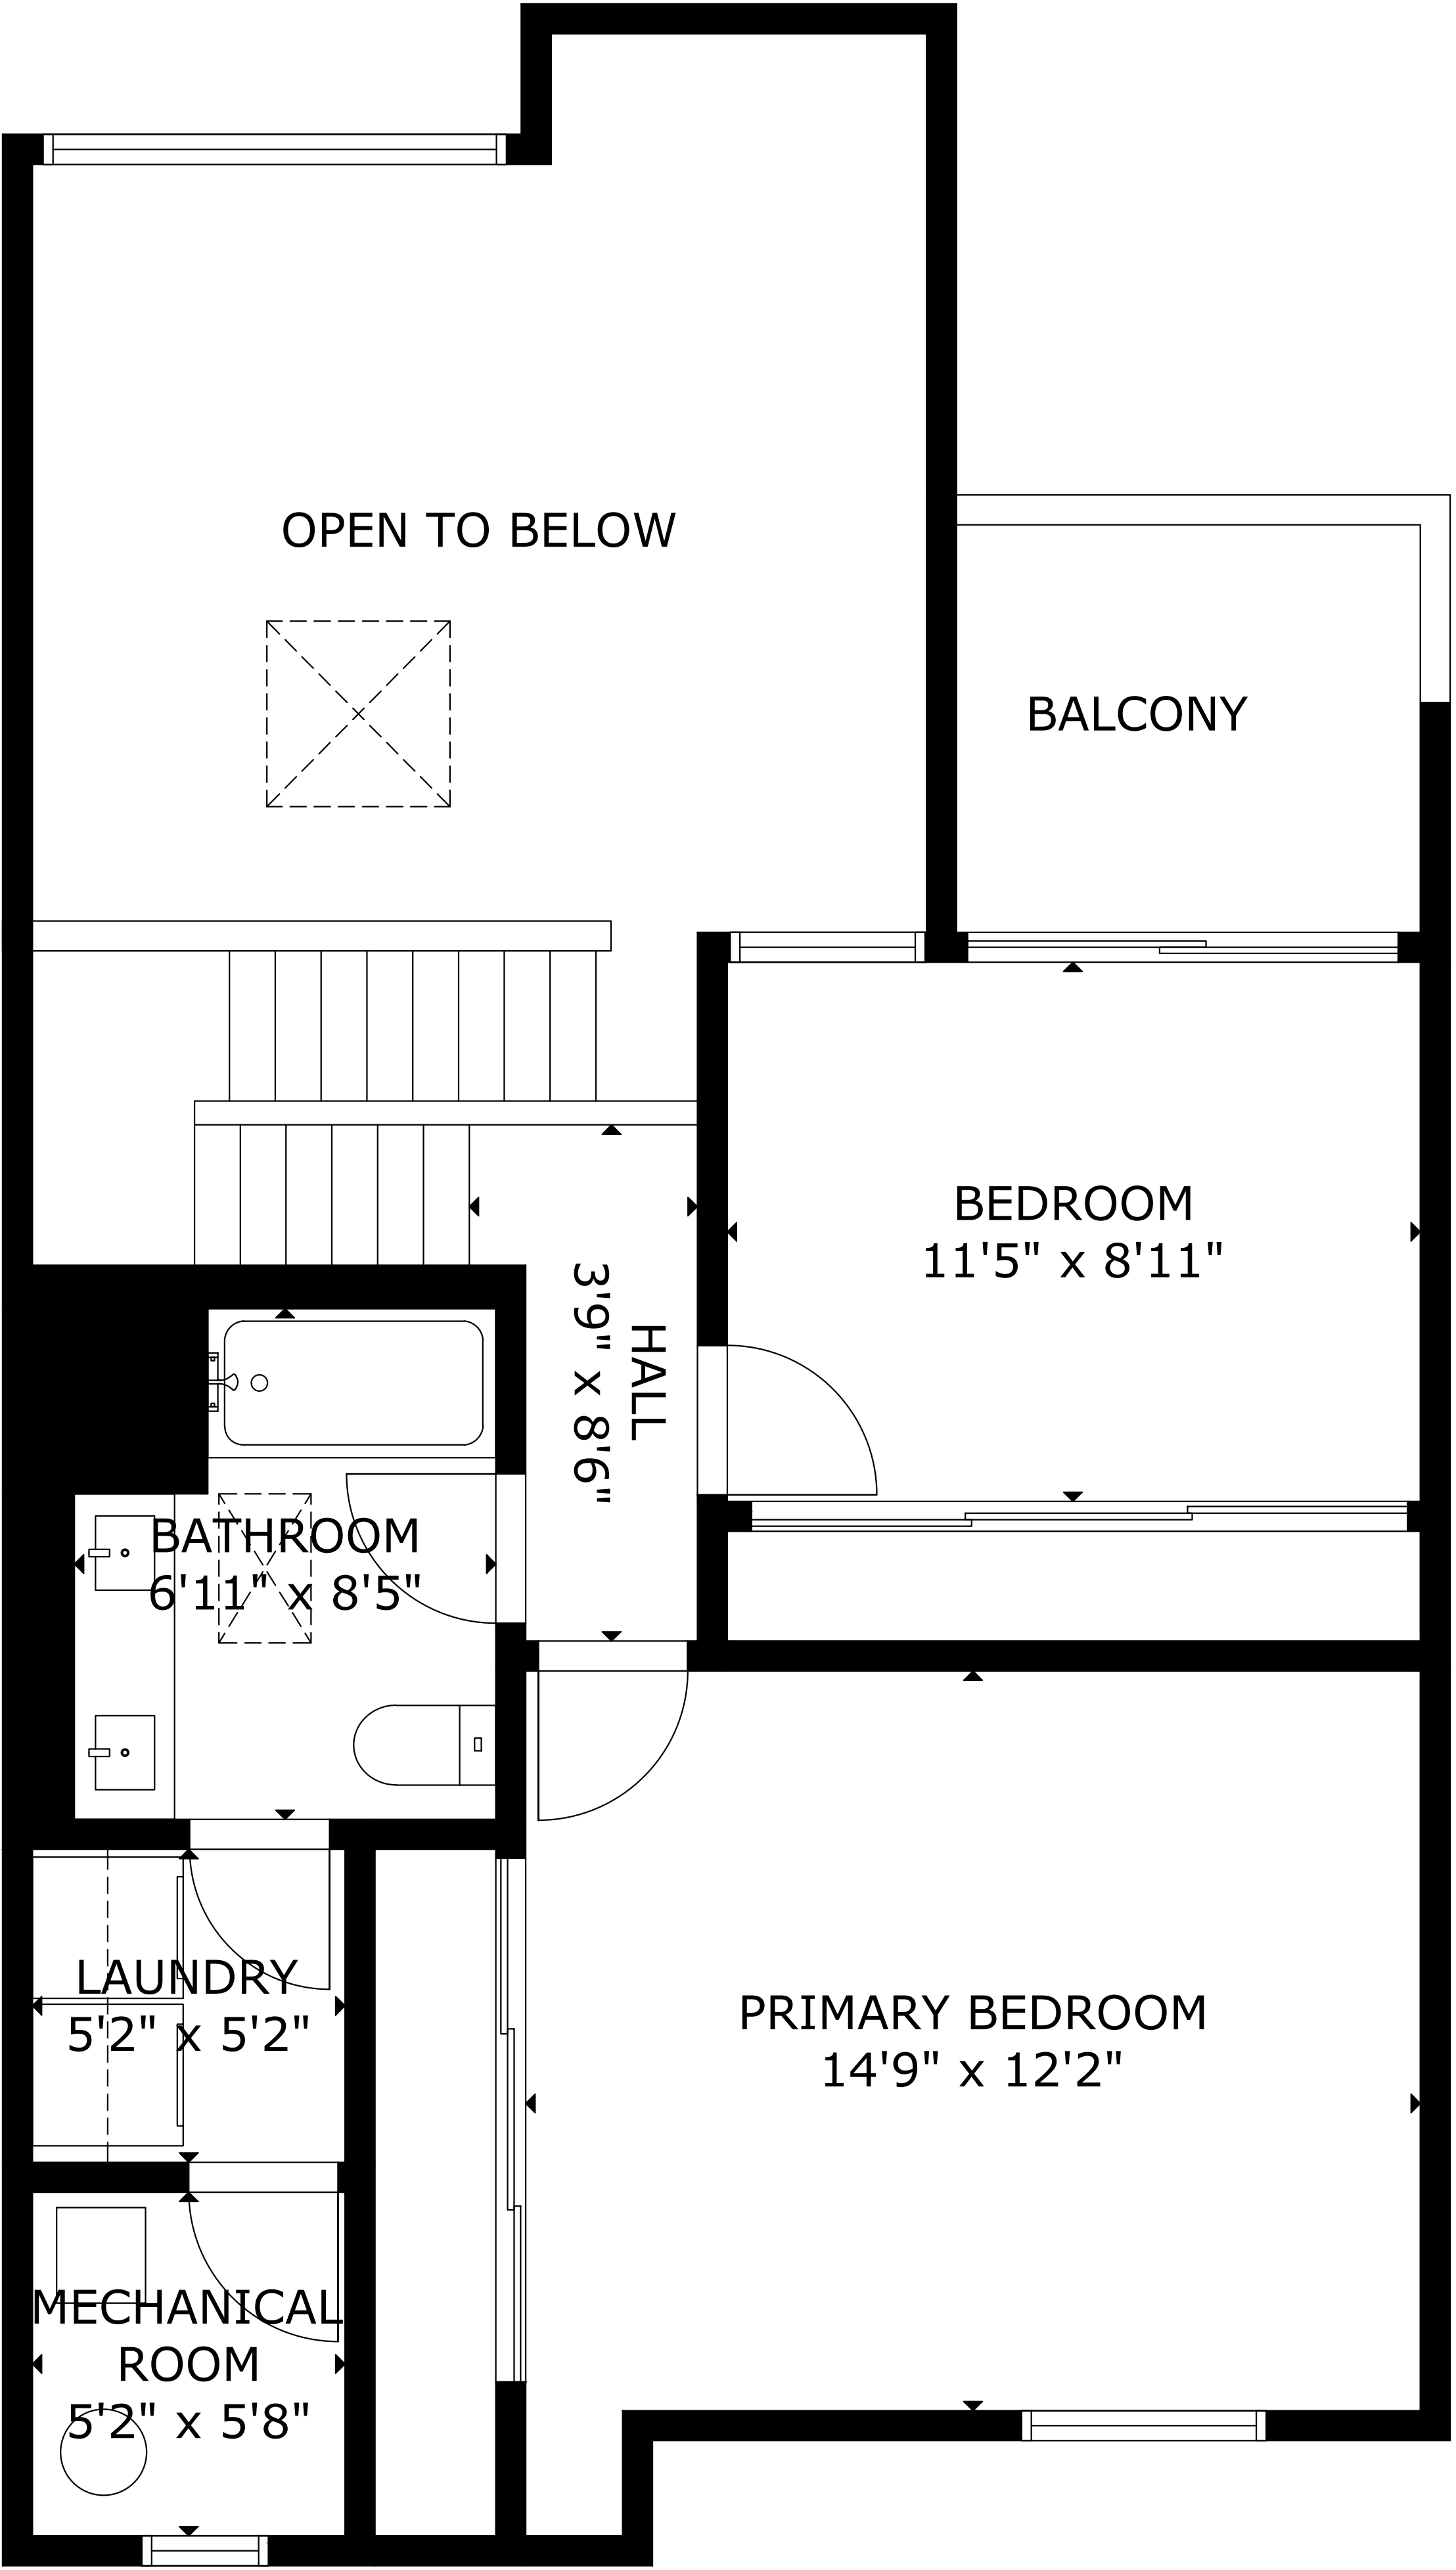 OPEN TO BELOW
BALCONY
BEDROOM
11'5" x 8'11"
HALL
3'9" x 8'6"
BATHROOM
6'11" x 8'5"
LAUNDRY
5'2" x 5'2"
PRIMARY BEDROOM
14'9" x 12'2"
MECHANICAL
ROOM
5'2" x 5'8"